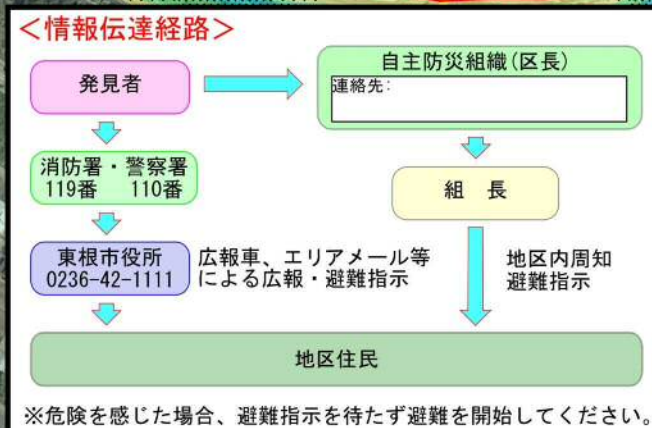 <情報伝達経路>
発見者
自主防災組織(区長)
連絡先:
消防署・警察署
119番 110番
組 長
東根市役所
0236-42-1111
広報車、エリアメール等
による広報・避難指示
地区内周知
避難指示
地区住民
※危険を感じた場合、避難指示を待たず避難を開始してください。